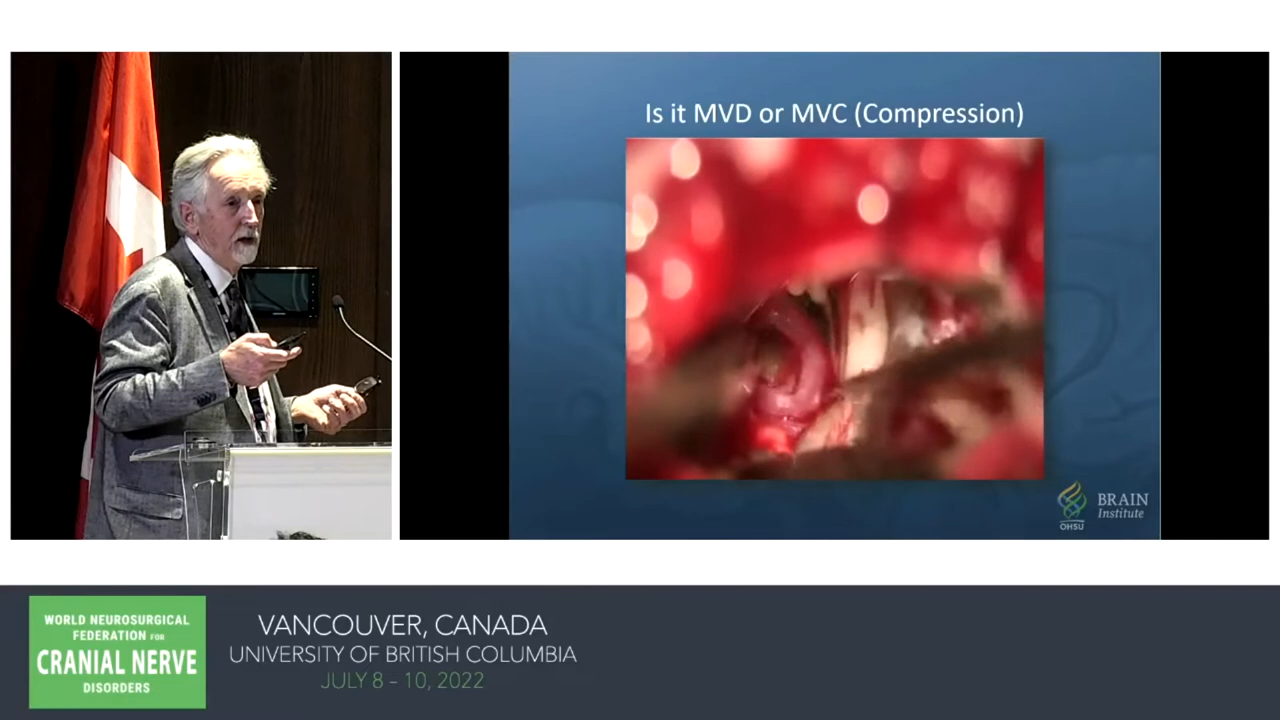 Is it MVD or MVC (Compression)
BRAIN
Institute
OHSU
WORLD NEUROSURGICAL
FEDERATION FOR
CRANIAL NERVE
DISORDERS
VANCOUVER, CANADA
UNIVERSITY OF BRITISH COLUMBIA
JULY 8 – 10, 2022